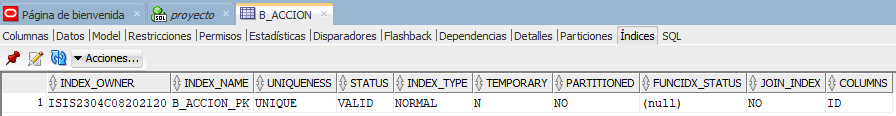 Página de bienvenida proyecto B_ACCION
Columnas Datos Model Restricciones Permisos Estadísticas Disparadores Flashback Dependencias Detalles Particiones Índices SQL
Acciones...
INDEX_OWNER INDEX_NAME UNIQUENESS STATUS INDEX_TYPE TEMPORARY PARTITIONED FUNCIDX_STATUS JOIN_INDEX COLUMNS
1 ISIS2304C08202120 B_ACCION_PK UNIQUE VALID NORMAL N NO (null) NO ID